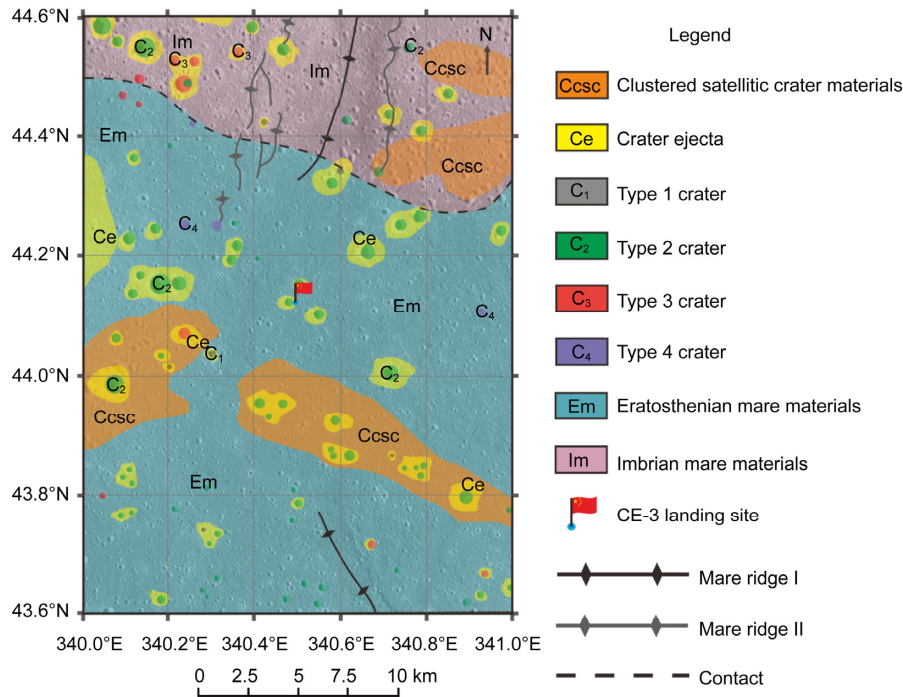 44.6°N
44.4°N
44.2°N
44.0°N
43.8°N
43.6°N
340.0°E
340.2°E
340.4°E
340.6°E
340.8°E
341.0°E
0 2.5 5 7.5 10 km
N
C2
Im
C3
C3
C2
Im
Ccsc
Em
Ccsc
C4
Ce
Ce
C2
Em
C4
Ce
C1
C2
C2
Ccsc
Ccsc
Em
Ce
Legend
Ccsc Clustered satellitic crater materials
Ce Crater ejecta
C1 Type 1 crater
C2 Type 2 crater
C3 Type 3 crater
C4 Type 4 crater
Em Eratosthenian mare materials
Im Imbrian mare materials
CE-3 landing site
Mare ridge I
Mare ridge II
Contact